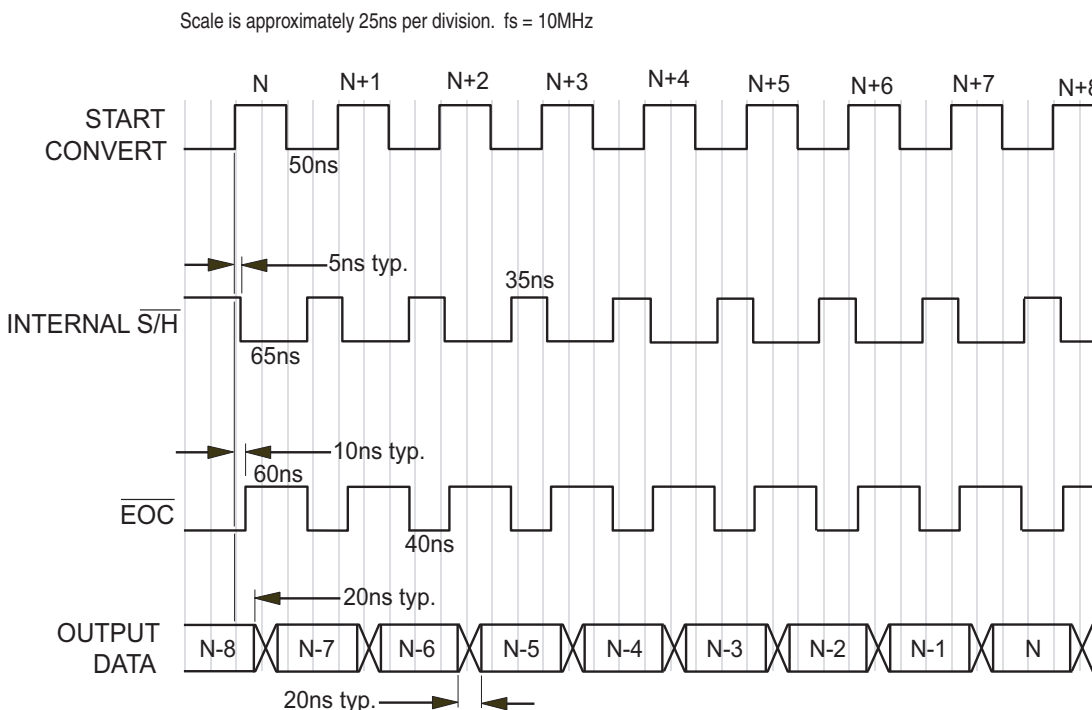 Scale is approximately 25ns per division. fs = 10MHz
N N+1 N+2 N+3 N+4 N+5 N+6 N+7 N+8
START
CONVERT
50ns
5ns typ.
35ns
INTERNAL S/H
65ns
10ns typ.
60ns
EOC
40ns
20ns typ.
OUTPUT
DATA
N-8 N-7 N-6 N-5 N-4 N-3 N-2 N-1 N
20ns typ.